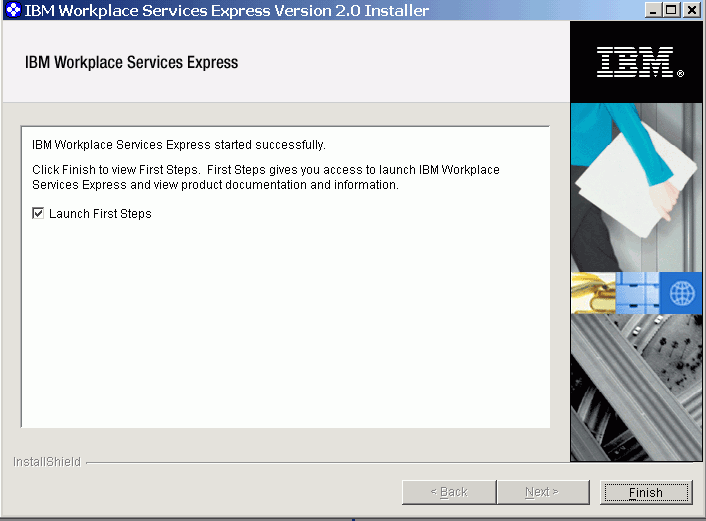 IBM Workplace Services Express Version 2.0 Installer
IBM Workplace Services Express
IBM®
IBM Workplace Services Express started successfully.
Click Finish to view First Steps. First Steps gives you access to launch IBM Workplace
Services Express and view product documentation and information.
Launch First Steps
InstallShield
< Back
Next >
Finish